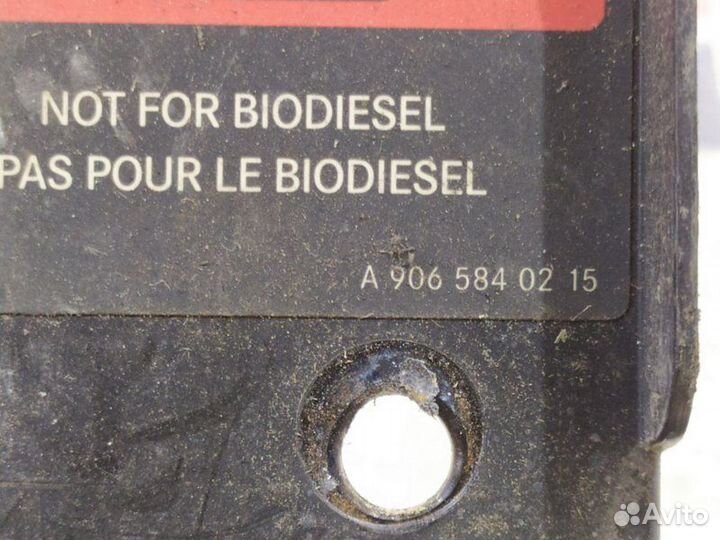 NOT FOR BIODIESEL
PAS POUR LE BIODIESEL
A 906 584 02 15
Avito